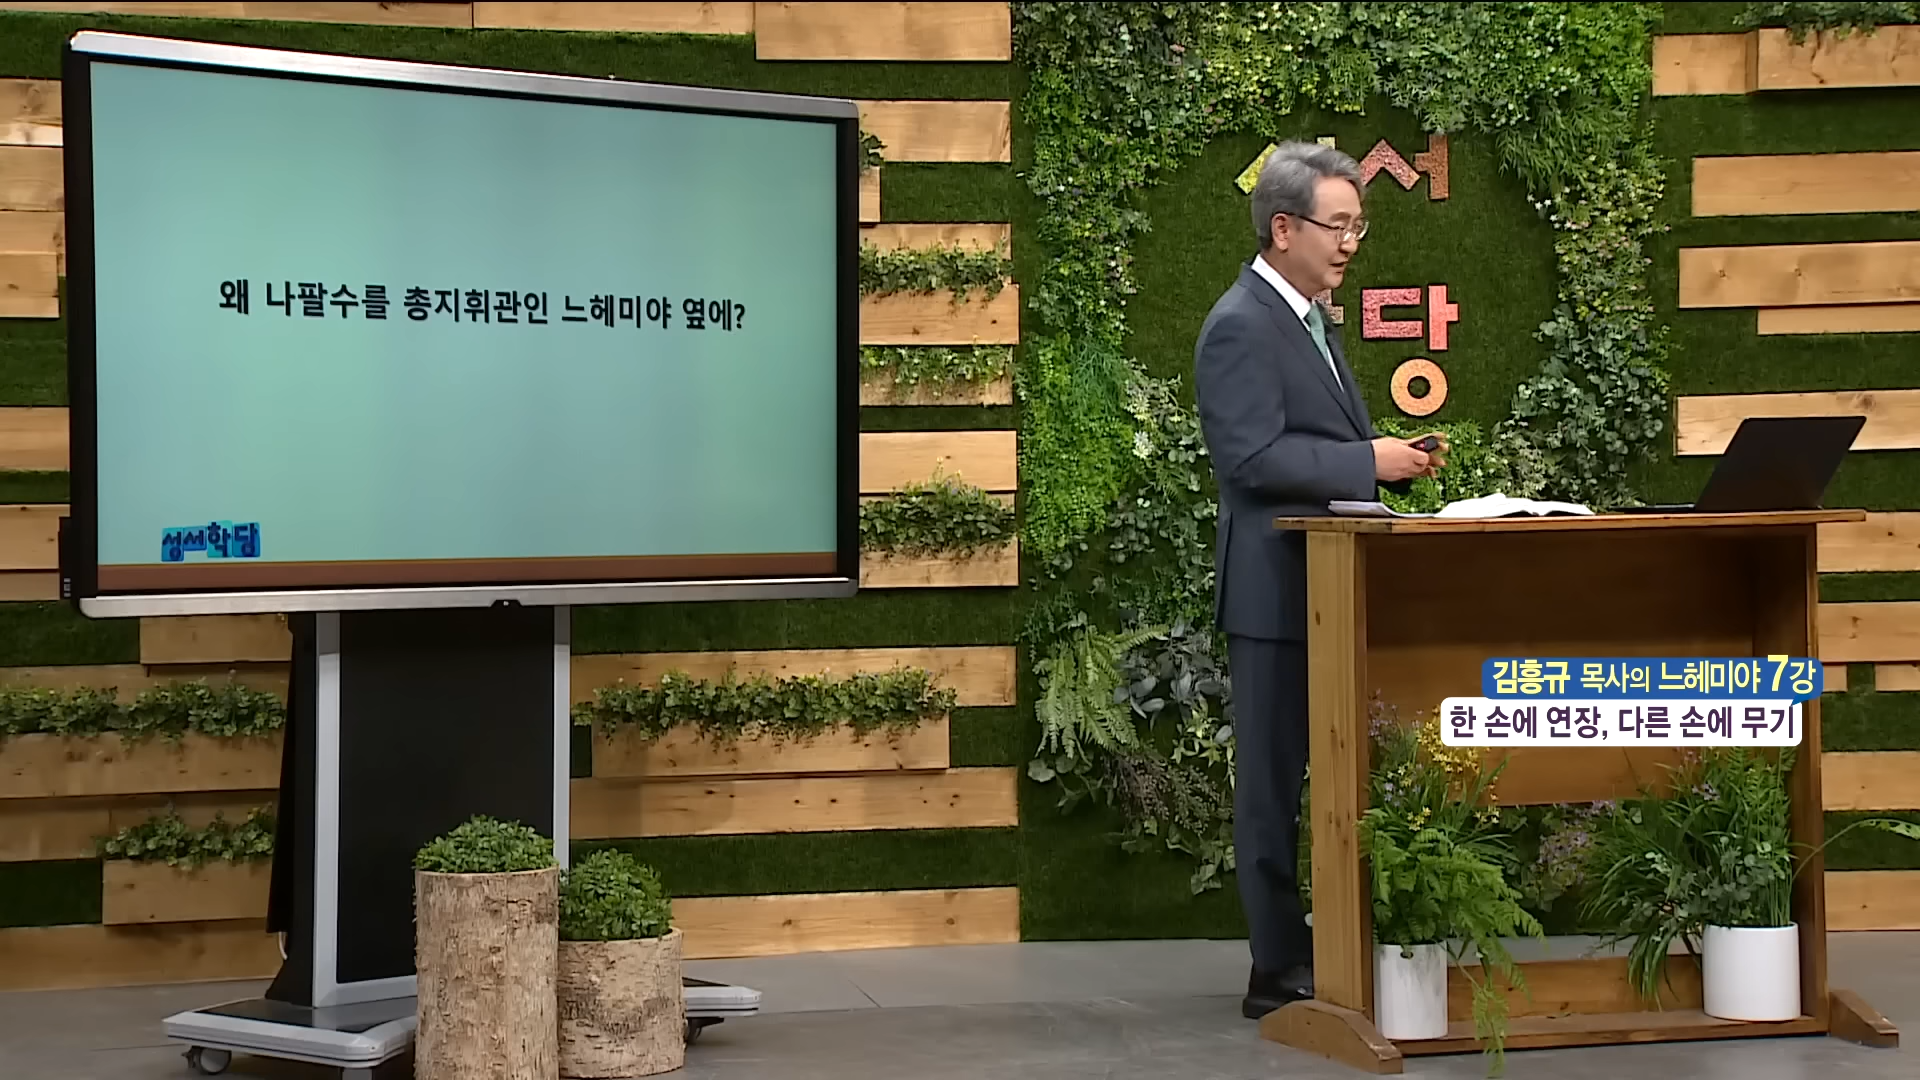 왜 나팔수를 총지휘관인 느헤미야 옆에?
성서학당
서
당
김흥규 목사의 느헤미야 7강
한 손에 연장, 다른 손에 무기